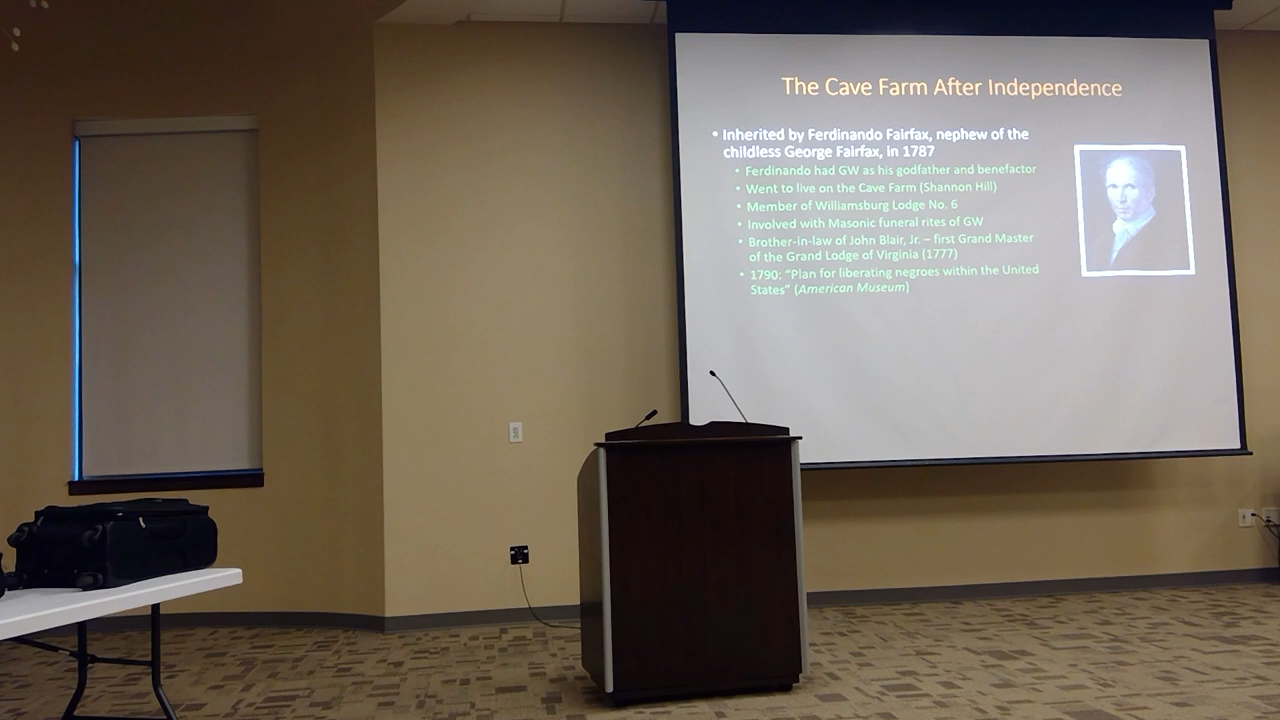 The Cave Farm After Independence
• Inherited by Ferdinando Fairfax, nephew of the
childless George Fairfax, in 1787
• Ferdinando had GW as his godfather and benefactor
• Went to live on the Cave Farm (Shannon Hill)
• Member of Williamsburg Lodge No. 6
• Involved with Masonic funeral rites of GW
• Brother-in-law of John Blair, Jr. – first Grand Master
of the Grand Lodge of Virginia (1777)
• 1790: “Plan for liberating negroes within the United
States” (American Museum)